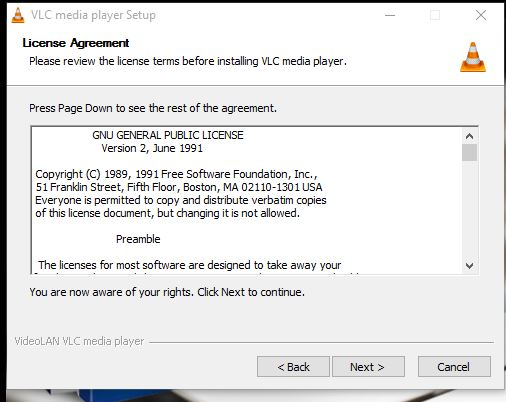 VLC media player Setup
License Agreement
Please review the license terms before installing VLC media player.
Press Page Down to see the rest of the agreement.
GNU GENERAL PUBLIC LICENSE
Version 2, June 1991
Copyright (C) 1989, 1991 Free Software Foundation, Inc.,
51 Franklin Street, Fifth Floor, Boston, MA 02110-1301 USA
Everyone is permitted to copy and distribute verbatim copies
of this license document, but changing it is not allowed.
Preamble
The licenses for most software are designed to take away your
You are now aware of your rights. Click Next to continue.
VideoLAN VLC media player
< Back
Next >
Cancel